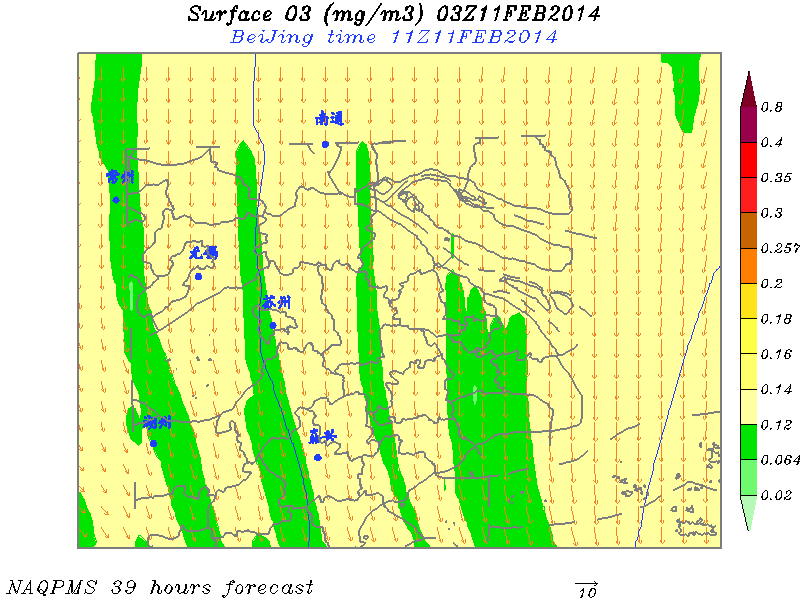 Surface O3 (mg/m3) 03Z11FEB2014
BeiJing time 11Z11FEB2014
南通
常州
无锡
苏州
湖州
嘉兴
0.8
0.4
0.35
0.3
0.257
0.2
0.18
0.16
0.14
0.12
0.064
0.02
NAQPMS 39 hours forecast
10